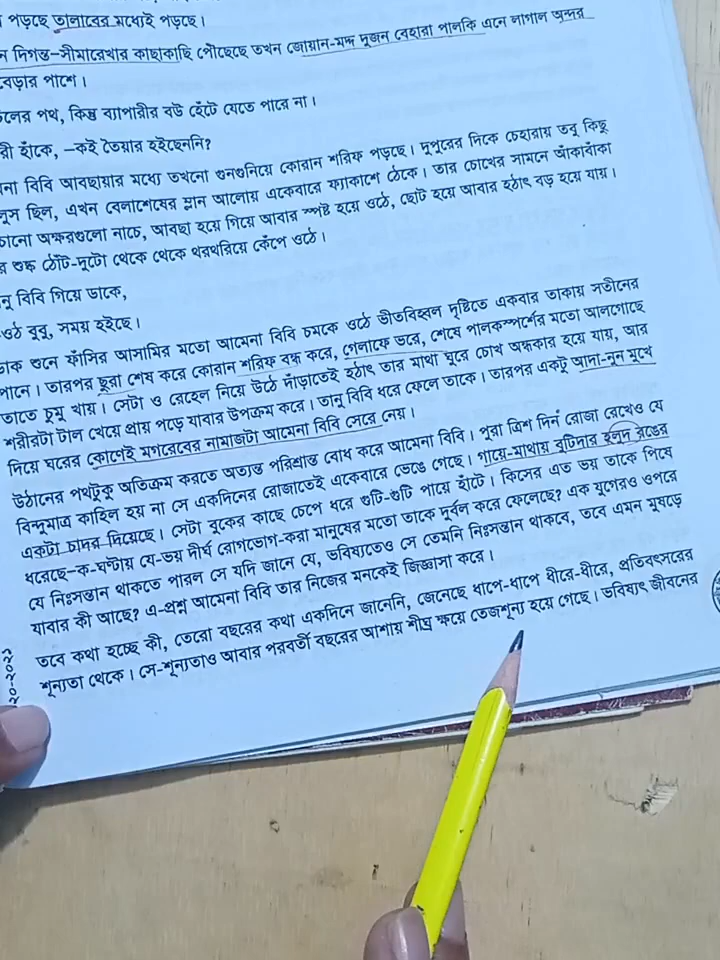 পড়ছে তালাবের মধ্যেই পড়ছে।
দিগন্ত-সীমারেখার কাছাকাছি পৌঁছেছে তখন জোয়ান-মদ্দ দুজন বেহারা পালকি এনে লাগাল অন্দর
বেড়ার পাশে।
পথ, কিন্তু ব্যাপারীর বউ হেঁটে যেতে পারে না।
হাঁকে, –কই তৈয়ার হইছেননি?
বিবি আবছায়ার মধ্যে তখনো গুনগুনিয়ে কোরান শরিফ পড়ছে। দুপুরের দিকে চেহারায় তবু কিছু
ছিল, এখন বেলাশেষের ম্লান আলোয় একেবারে ফ্যাকাশে ঠেকে। তার চোখের সামনে আঁকাবাঁকা
অক্ষরগুলো নাচে, আবছা হয়ে গিয়ে আবার স্পষ্ট হয়ে ওঠে, ছোট হয়ে আবার হঠাৎ বড় হয়ে যায়।
শুষ্ক ঠোঁট-দুটো থেকে থেকে থরথরিয়ে কেঁপে ওঠে।
বিবি গিয়ে ডাকে,
ওঠ বুবু, সময় হইছে।
ডাক শুনে ফাঁসির আসামির মতো আমেনা বিবি চমকে ওঠে ভীতবিহ্বল দৃষ্টিতে একবার তাকায় সতীনের
পানে। তারপর ছুরা শেষ করে কোরান শরিফ বন্ধ করে, গেলাফে ভরে, শেষে পালকস্পর্শের মতো আলগোছে
তাতে চুমু খায়। সেটা ও রেহেল নিয়ে উঠে দাঁড়াতেই হঠাৎ তার মাথা ঘুরে চোখ অন্ধকার হয়ে যায়, আর
শরীরটা টাল খেয়ে প্রায় পড়ে যাবার উপক্রম করে। তানু বিবি ধরে ফেলে তাকে। তারপর একটু আদা-নুন মুখে
দিয়ে ঘরের কোণেই মগরেবের নামাজটা আমেনা বিবি সেরে নেয়।
উঠানের পথটুকু অতিক্রম করতে অত্যন্ত পরিশ্রান্ত বোধ করে আমেনা বিবি। পুরা ত্রিশ দিন রোজা রেখেও যে
বিন্দুমাত্র কাহিল হয় না সে একদিনের রোজাতেই একেবারে ভেঙে গেছে। গায়ে-মাথায় বুটিদার হলুদ রঙের
একটা চাদর দিয়েছে। সেটা বুকের কাছে চেপে ধরে গুটি-গুটি পায়ে হাঁটে। কিসের এত ভয় তাকে পিষে
ধরেছে–ক-ঘণ্টায় যে-ভয় দীর্ঘ রোগভোগ-করা মানুষের মতো তাকে দুর্বল করে ফেলেছে? এক যুগেরও ওপরে
যে নিঃসন্তান থাকতে পারল সে যদি জানে যে, ভবিষ্যতেও সে তেমনি নিঃসন্তান থাকবে, তবে এমন মুষড়ে
যাবার কী আছে? এ-প্রশ্ন আমেনা বিবি তার নিজের মনকেই জিজ্ঞাসা করে।
তবে কথা হচ্ছে কী, তেরো বছরের কথা একদিনে জানেনি, জেনেছে ধাপে-ধাপে ধীরে-ধীরে, প্রতিবৎসরের
শূন্যতা থেকে। সে-শূন্যতাও আবার পরবর্তী বছরের আশায় শীঘ্র ক্ষয়ে তেজশূন্য হয়ে গেছে। ভবিষ্যৎ জীবনের